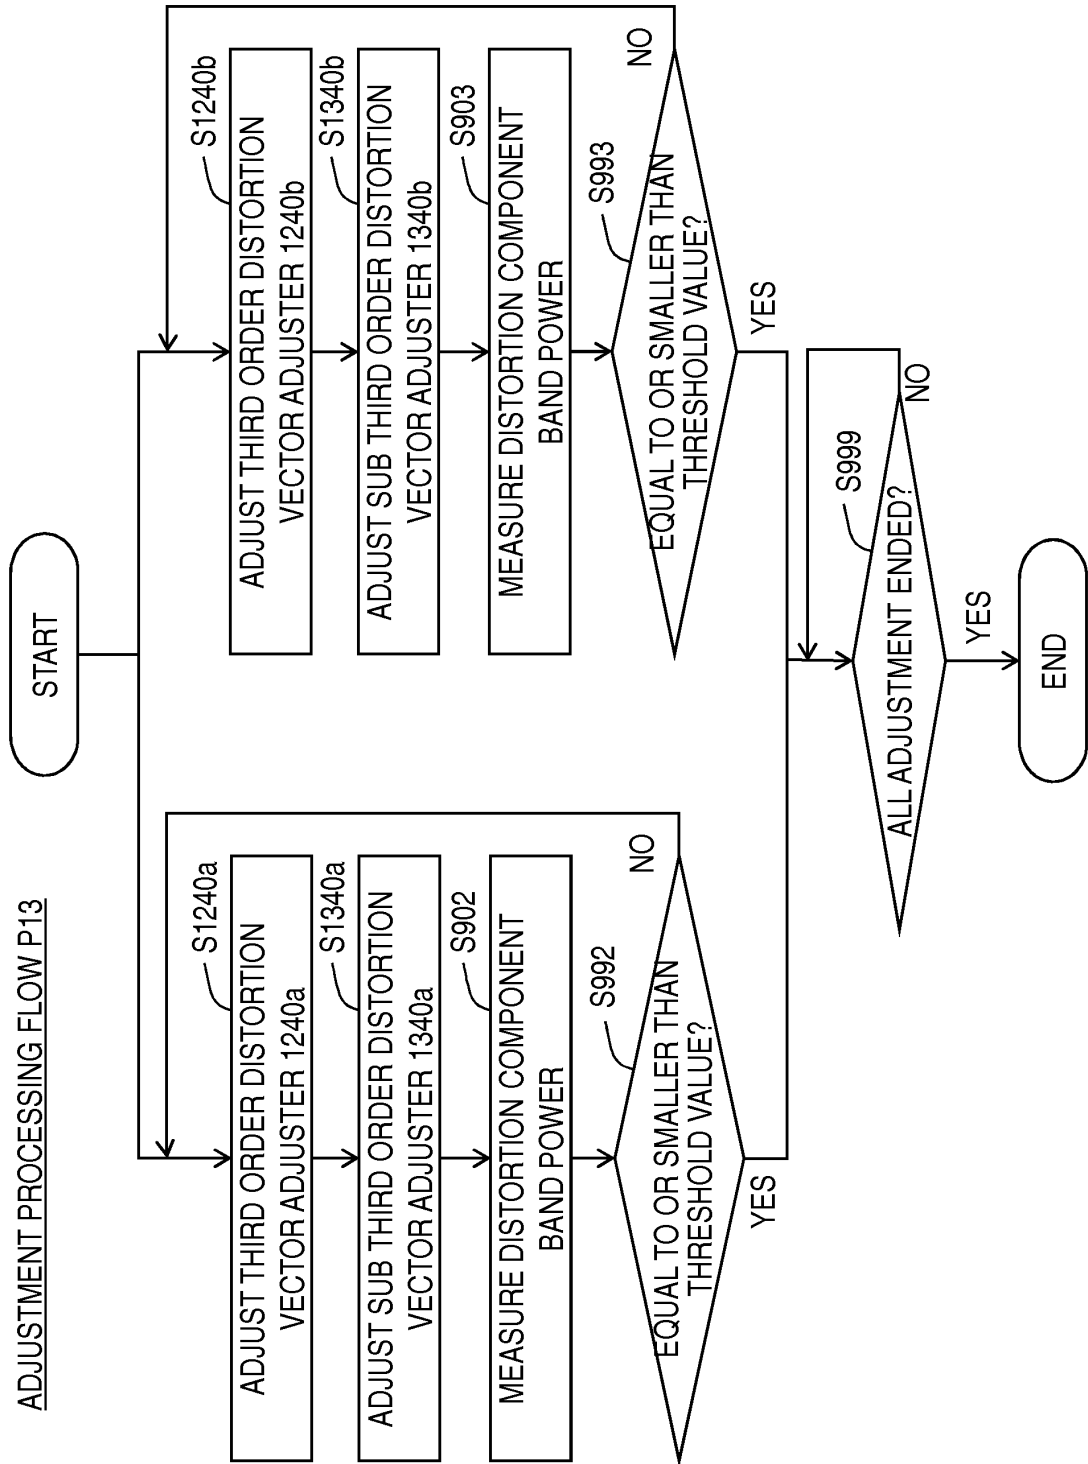 ADJUSTMENT PROCESSING FLOW P13
START
S1240a
ADJUST THIRD ORDER DISTORTION
VECTOR ADJUSTER 1240a
S1340a
ADJUST SUB THIRD ORDER DISTORTION
VECTOR ADJUSTER 1340a
S902
MEASURE DISTORTION COMPONENT
BAND POWER
S992
EQUAL TO OR SMALLER THAN
THRESHOLD VALUE?
NO
YES
S1240b
ADJUST THIRD ORDER DISTORTION
VECTOR ADJUSTER 1240b
S1340b
ADJUST SUB THIRD ORDER DISTORTION
VECTOR ADJUSTER 1340b
S903
MEASURE DISTORTION COMPONENT
BAND POWER
S993
EQUAL TO OR SMALLER THAN
THRESHOLD VALUE?
NO
YES
S999
ALL ADJUSTMENT ENDED?
NO
YES
END